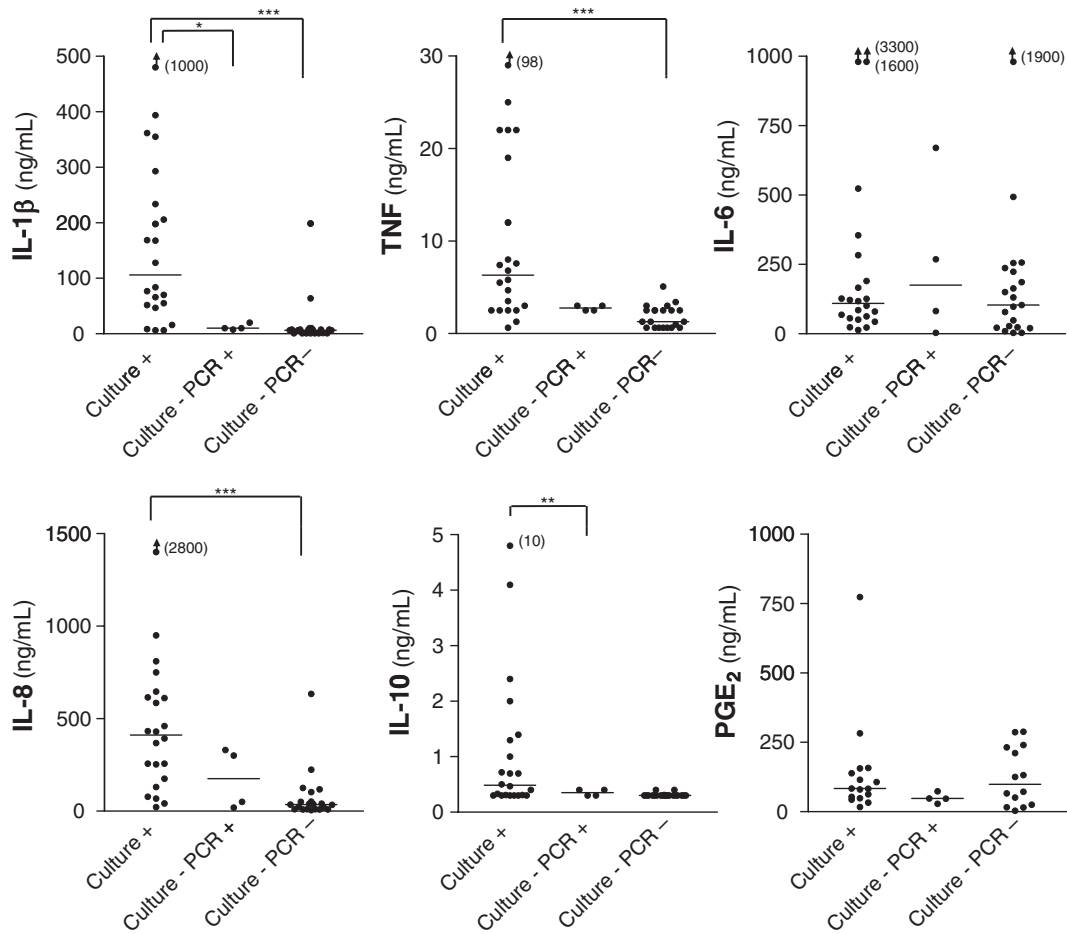 ***
*
500
400
300
200
100
0
(1000)
IL-1β (ng/mL)
Culture +
Culture - PCR +
Culture - PCR −
***
30
20
10
0
(98)
TNF (ng/mL)
Culture +
Culture - PCR +
Culture - PCR −
1000
750
500
250
0
(3300)
(1600)
(1900)
IL-6 (ng/mL)
Culture +
Culture - PCR +
Culture - PCR −
***
1500
1000
500
0
(2800)
IL-8 (ng/mL)
Culture +
Culture - PCR +
Culture - PCR −
**
5
4
3
2
1
0
(10)
IL-10 (ng/mL)
Culture +
Culture - PCR +
Culture - PCR −
1000
750
500
250
0
PGE₂ (ng/mL)
Culture +
Culture - PCR +
Culture - PCR −